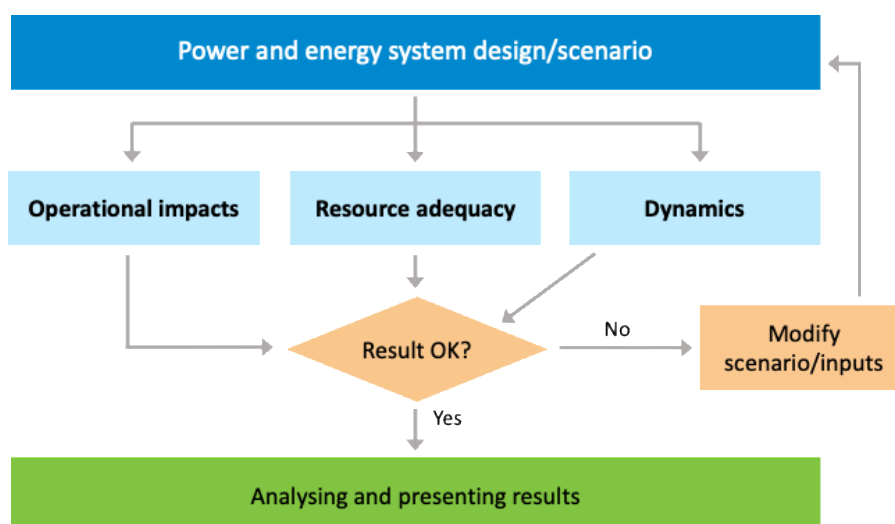 Power and energy system design/scenario
Operational impacts
Resource adequacy
Dynamics
Result OK?
No
Modify
scenario/inputs
Yes
Analysing and presenting results